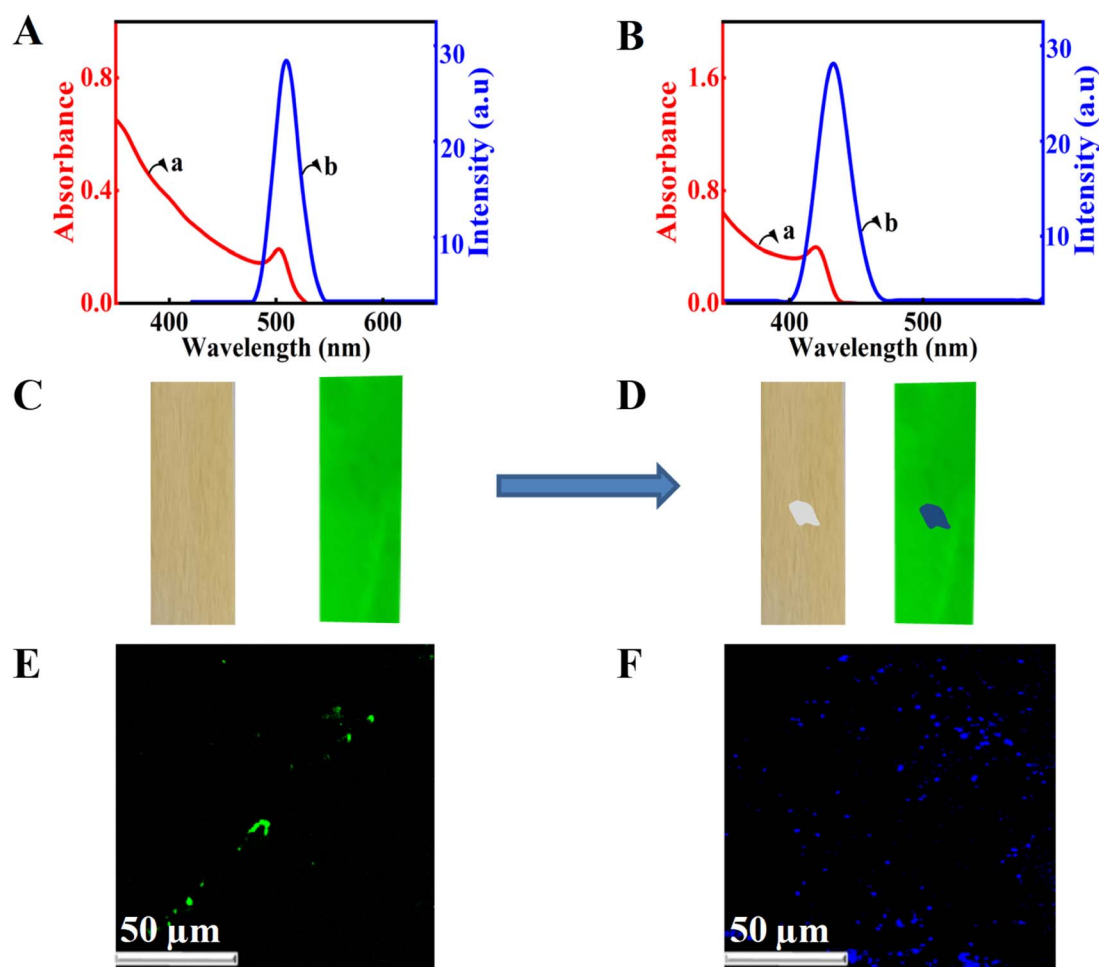 A
Absorbance
0.8
0.4
0.0
a
b
30
20
10
Intensity (a.u)
400
500
600
Wavelength (nm)
B
Absorbance
1.6
0.8
0.0
a
b
30
20
10
Intensity (a.u)
400
500
Wavelength (nm)
C
D
E
50 µm
F
50 µm